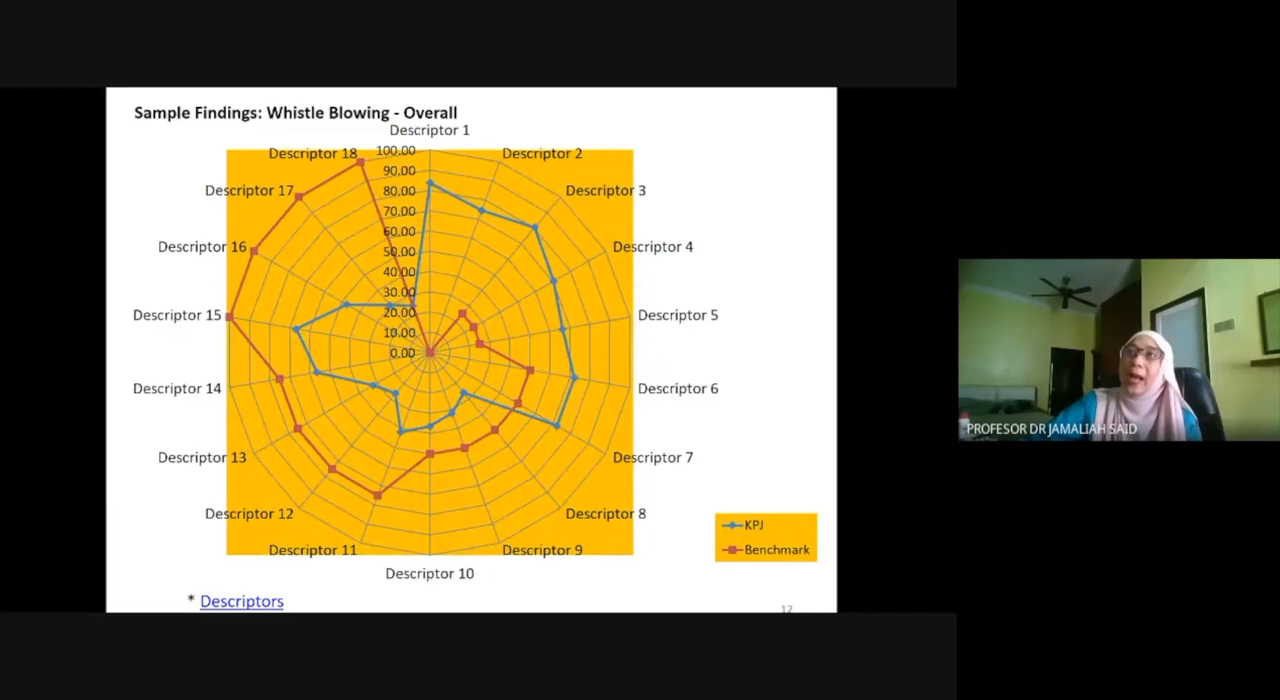 Sample Findings: Whistle Blowing - Overall
Descriptor 1
Descriptor 2
Descriptor 3
Descriptor 4
Descriptor 5
Descriptor 6
Descriptor 7
Descriptor 8
Descriptor 9
Descriptor 10
Descriptor 11
Descriptor 12
Descriptor 13
Descriptor 14
Descriptor 15
Descriptor 16
Descriptor 17
Descriptor 18
100.00
90.00
80.00
70.00
60.00
50.00
40.00
30.00
20.00
10.00
0.00
KPJ
Benchmark
* Descriptors
12
PROFESOR DR JAMALIAH SAID